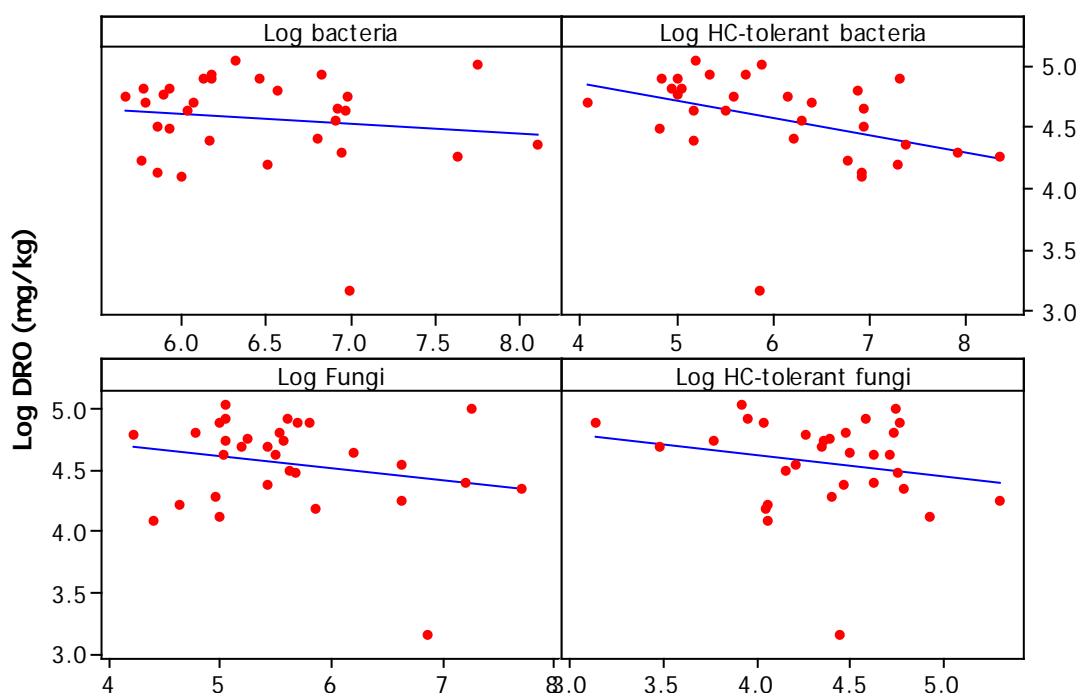 Log bacteria
Log HC-tolerant bacteria
5.0
4.5
4.0
3.5
3.0
6.0 6.5 7.0 7.5 8.0
4 5 6 7 8
Log DRO (mg/kg)
Log Fungi
Log HC-tolerant fungi
5.0
4.5
4.0
3.5
3.0
4 5 6 7 8
3.0 3.5 4.0 4.5 5.0